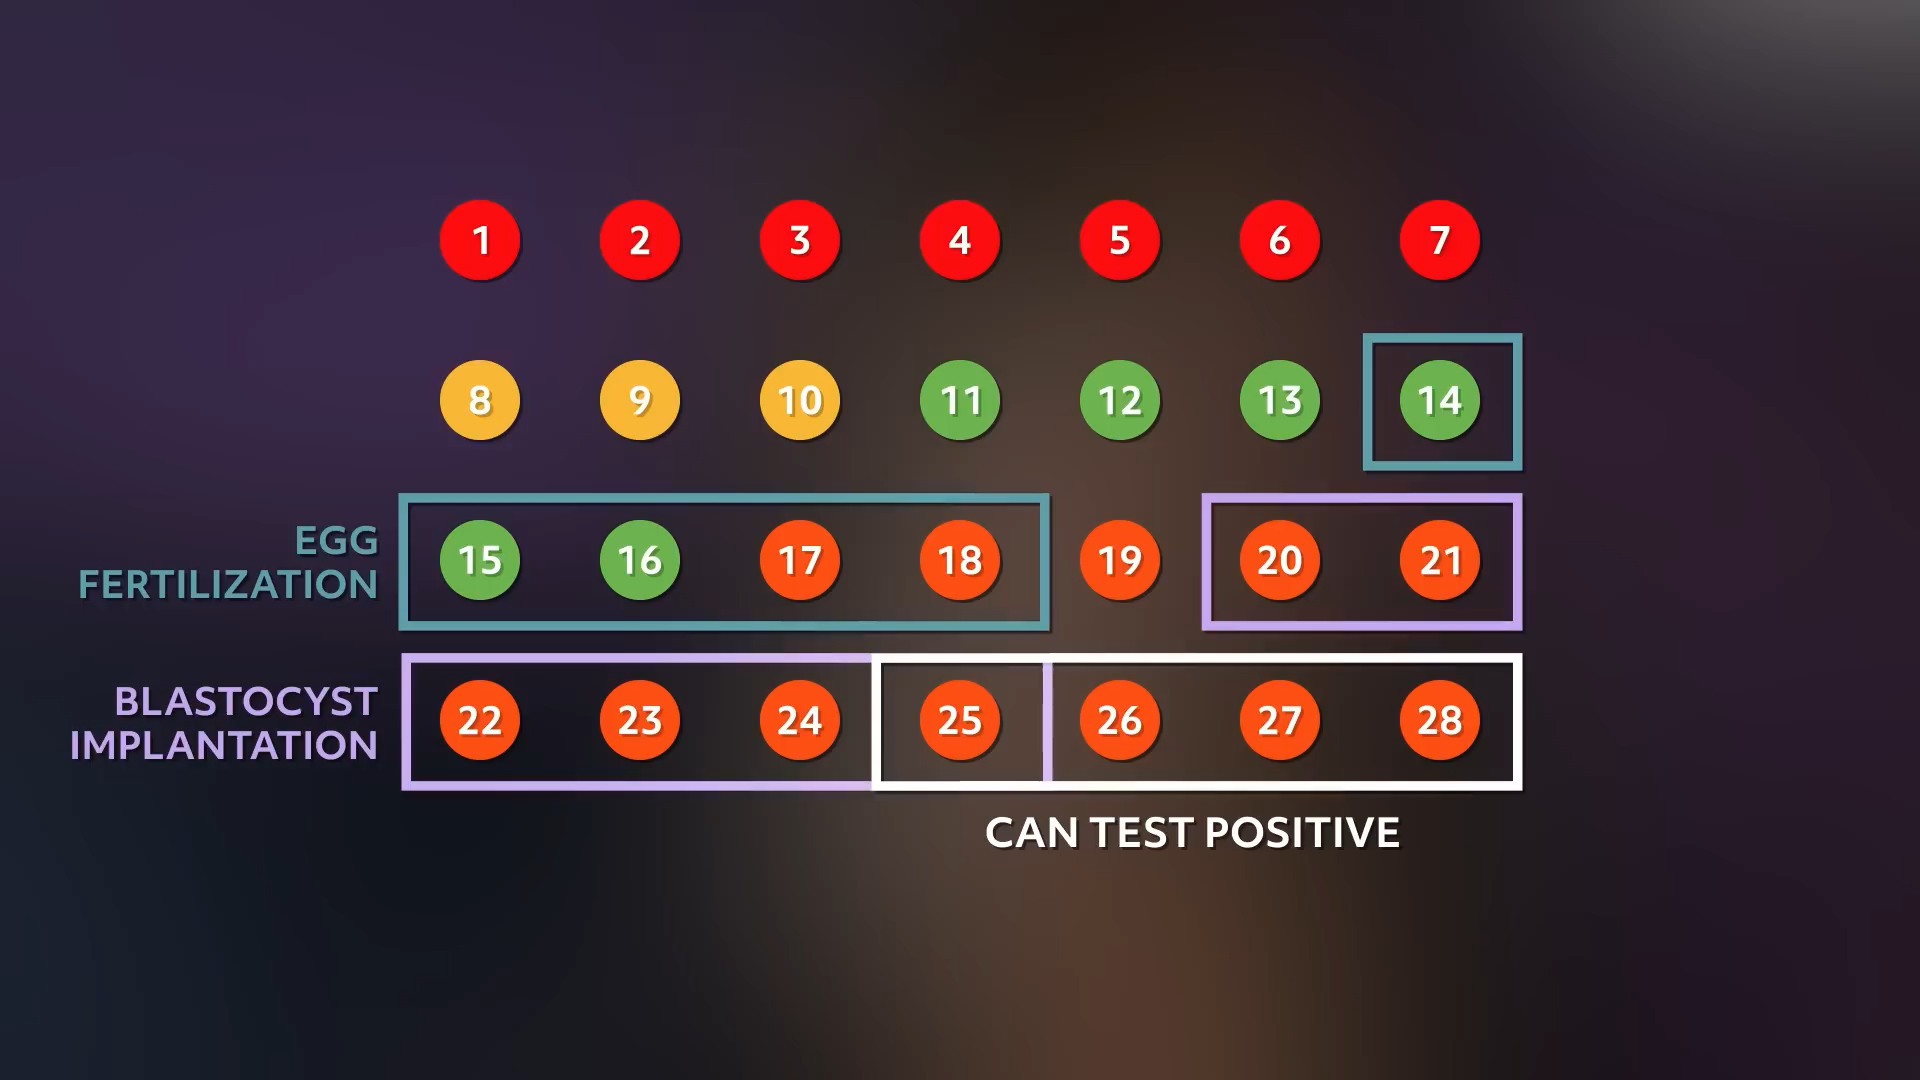 1 2 3 4 5 6 7
8 9 10 11 12 13 14
EGG
FERTILIZATION
15 16 17 18 19 20 21
BLASTOCYST
IMPLANTATION
22 23 24 25 26 27 28
CAN TEST POSITIVE